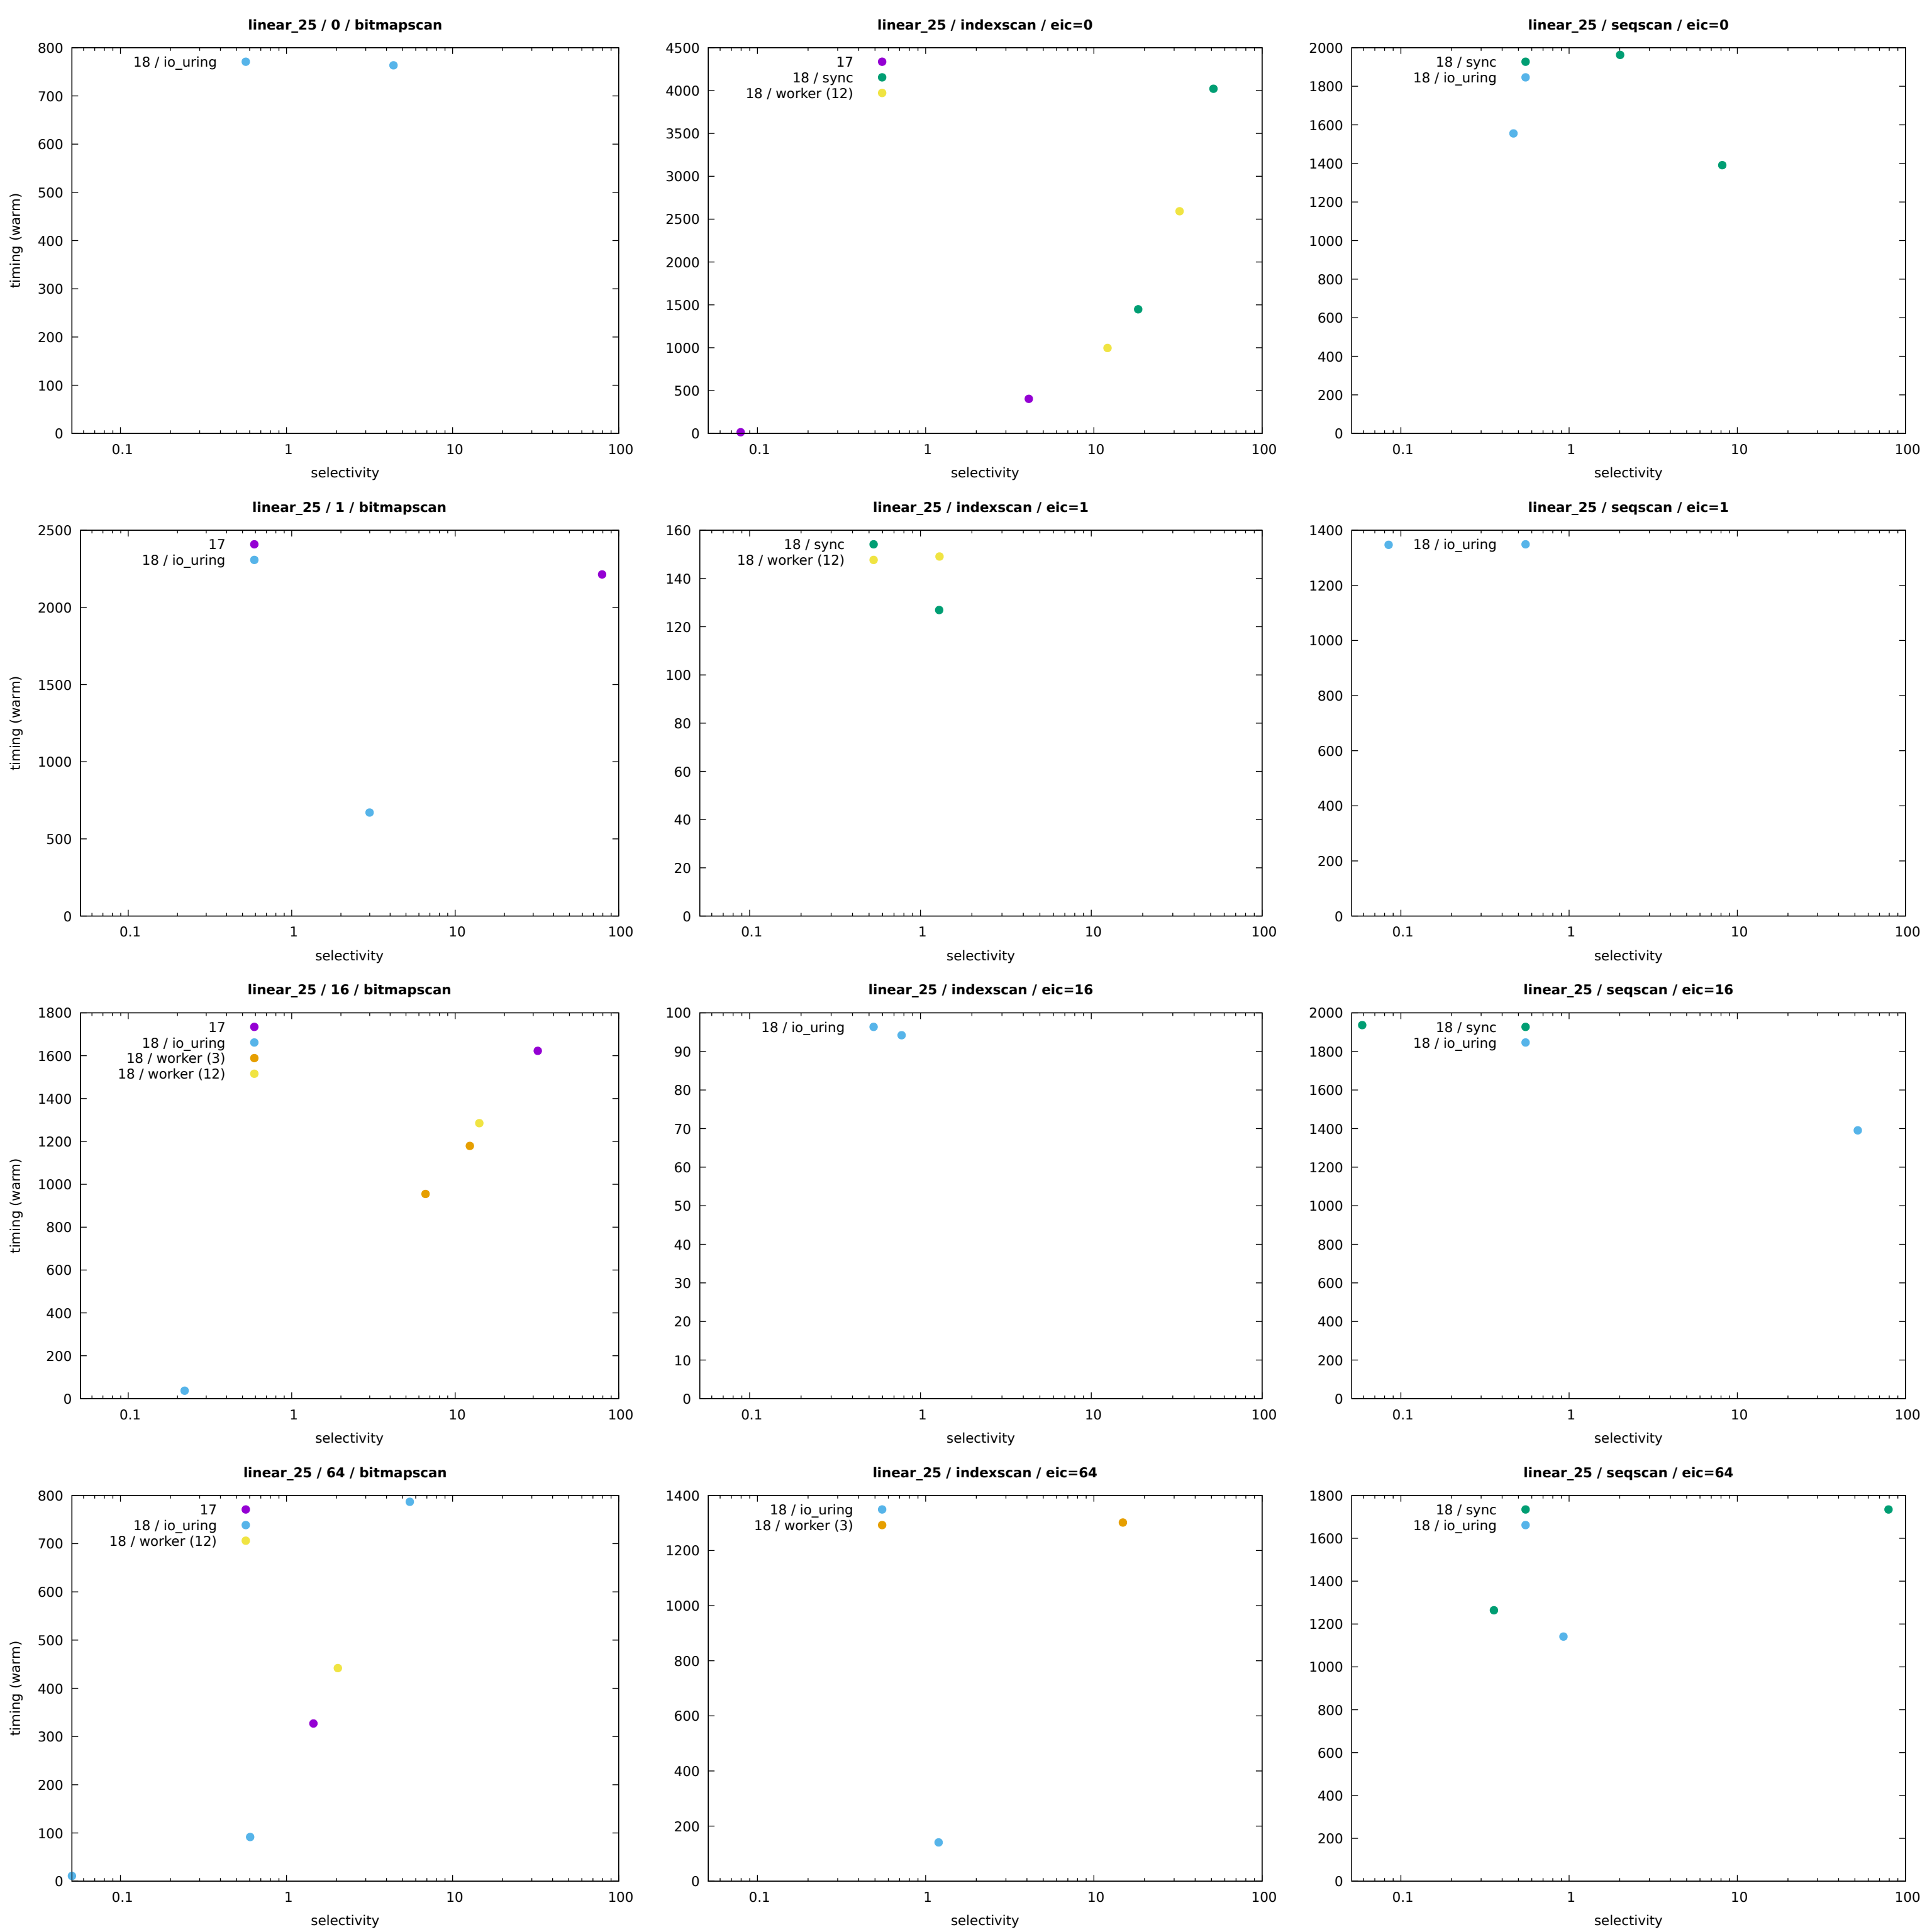 linear_25 / 0 / bitmapscan
800
700
600
500
400
300
200
100
0
timing (warm)
18 / io_uring
0.1 1 10 100
selectivity
linear_25 / indexscan / eic=0
4500
4000
3500
3000
2500
2000
1500
1000
500
0
17
18 / sync
18 / worker (12)
0.1 1 10 100
selectivity
linear_25 / seqscan / eic=0
2000
1800
1600
1400
1200
1000
800
600
400
200
0
18 / sync
18 / io_uring
0.1 1 10 100
selectivity
linear_25 / 1 / bitmapscan
2500
2000
1500
1000
500
0
timing (warm)
17
18 / io_uring
0.1 1 10 100
selectivity
linear_25 / indexscan / eic=1
160
140
120
100
80
60
40
20
0
18 / sync
18 / worker (12)
0.1 1 10 100
selectivity
linear_25 / seqscan / eic=1
1400
1200
1000
800
600
400
200
0
18 / io_uring
0.1 1 10 100
selectivity
linear_25 / 16 / bitmapscan
1800
1600
1400
1200
1000
800
600
400
200
0
timing (warm)
17
18 / io_uring
18 / worker (3)
18 / worker (12)
0.1 1 10 100
selectivity
linear_25 / indexscan / eic=16
100
90
80
70
60
50
40
30
20
10
0
18 / io_uring
0.1 1 10 100
selectivity
linear_25 / seqscan / eic=16
2000
1800
1600
1400
1200
1000
800
600
400
200
0
18 / sync
18 / io_uring
0.1 1 10 100
selectivity
linear_25 / 64 / bitmapscan
800
700
600
500
400
300
200
100
0
timing (warm)
17
18 / io_uring
18 / worker (12)
0.1 1 10 100
selectivity
linear_25 / indexscan / eic=64
1400
1200
1000
800
600
400
200
0
18 / io_uring
18 / worker (3)
0.1 1 10 100
selectivity
linear_25 / seqscan / eic=64
1800
1600
1400
1200
1000
800
600
400
200
0
18 / sync
18 / io_uring
0.1 1 10 100
selectivity